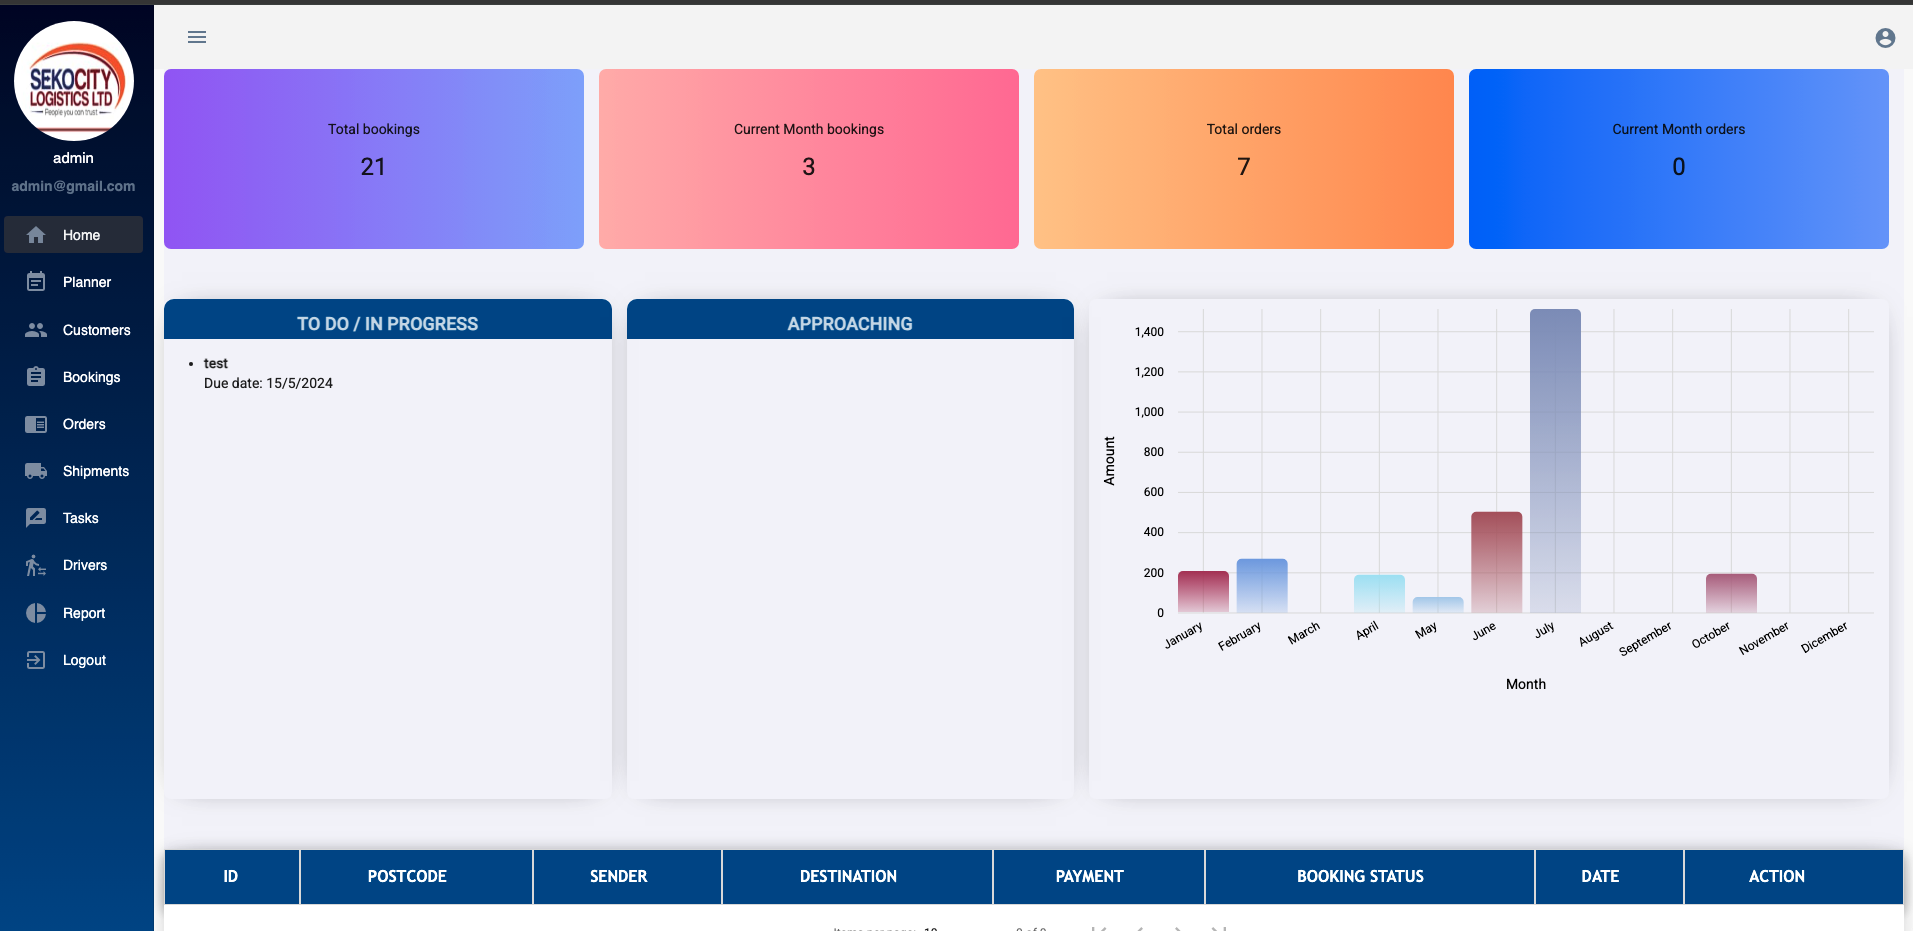 SEKOCITY
LOGISTICS LTD
People you can trust
admin
admin@gmail.com
Home
Planner
Customers
Bookings
Orders
Shipments
Tasks
Drivers
Report
Logout
Total bookings
21
Current Month bookings
3
Total orders
7
Current Month orders
0
TO DO / IN PROGRESS
• test
Due date: 15/5/2024
APPROACHING
1,400
1,200
1,000
800
600
400
200
0
Amount
January
February
March
April
May
June
July
August
September
October
November
Dicember
Month
ID
POSTCODE
SENDER
DESTINATION
PAYMENT
BOOKING STATUS
DATE
ACTION